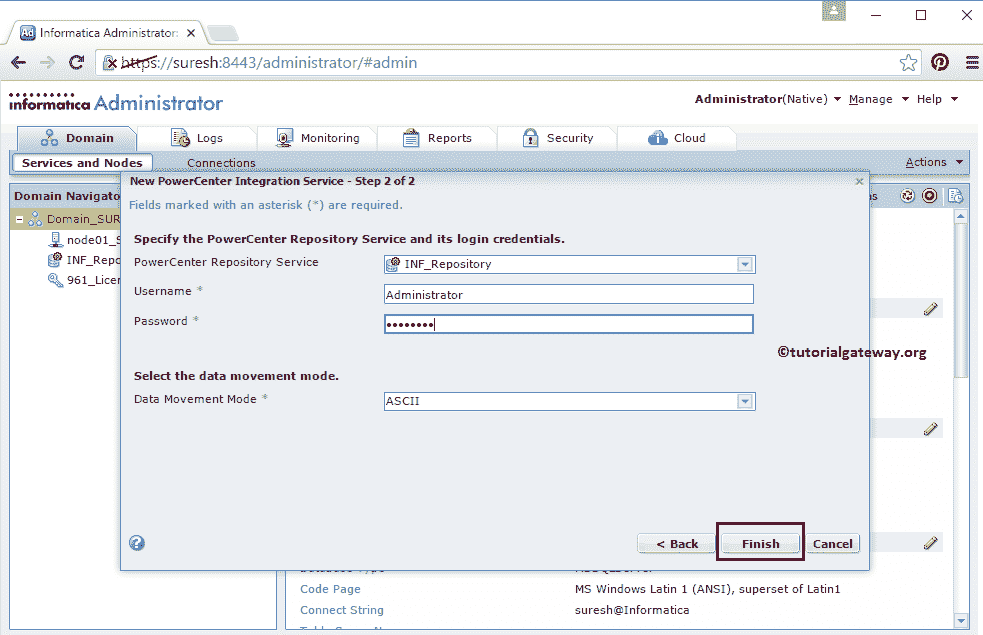 Informatica Administrator:
https://suresh:8443/administrator/#admin
informatica Administrator
Administrator(Native) Manage Help
Domain Logs Monitoring Reports Security Cloud
Services and Nodes Connections Actions
New PowerCenter Integration Service - Step 2 of 2
Fields marked with an asterisk (*) are required.
Domain Navigato
Domain_SUR
node01_S
INF_Repo
961_Licen
Specify the PowerCenter Repository Service and its login credentials.
PowerCenter Repository Service INF_Repository
Username * Administrator
Password * ••••••••
©tutorialgateway.org
Select the data movement mode.
Data Movement Mode * ASCII
< Back Finish Cancel
Code Page MS Windows Latin 1 (ANSI), superset of Latin1
Connect String suresh@Informatica